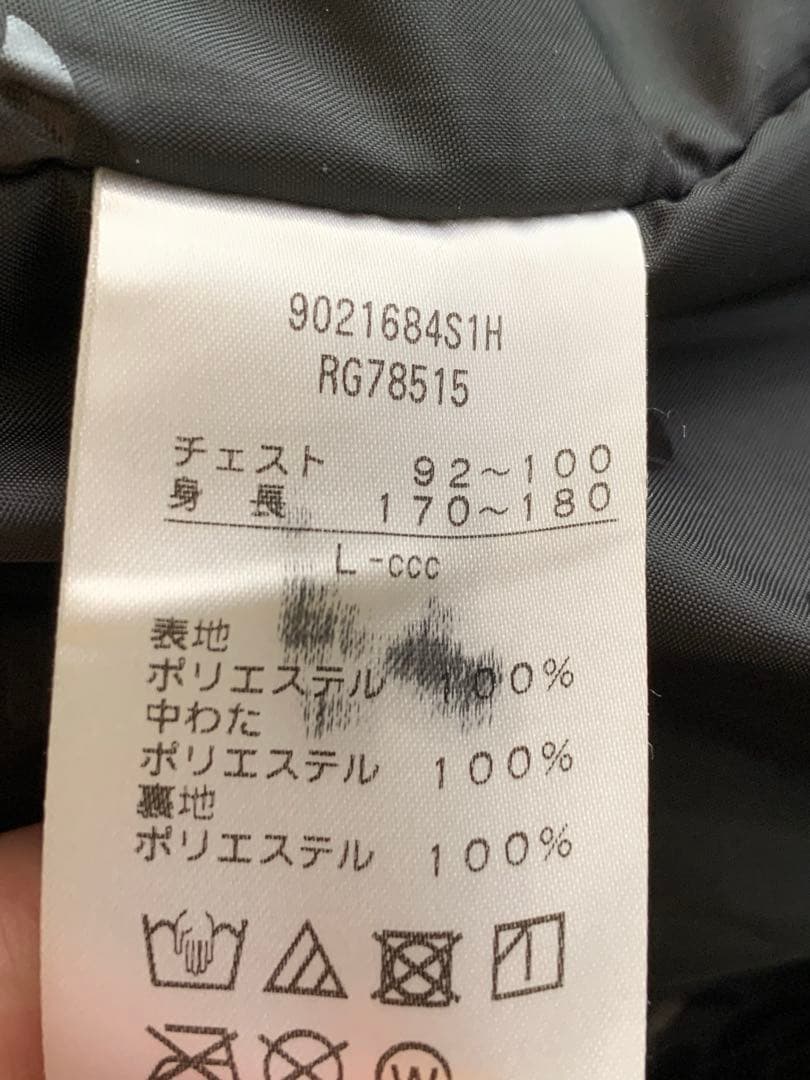 9021684S1H
RG78515
チェスト 92～100
身長 170～180
L-ccc
表地
ポリエステル 100%
中わた
ポリエステル 100%
裏地
ポリエステル 100%
W